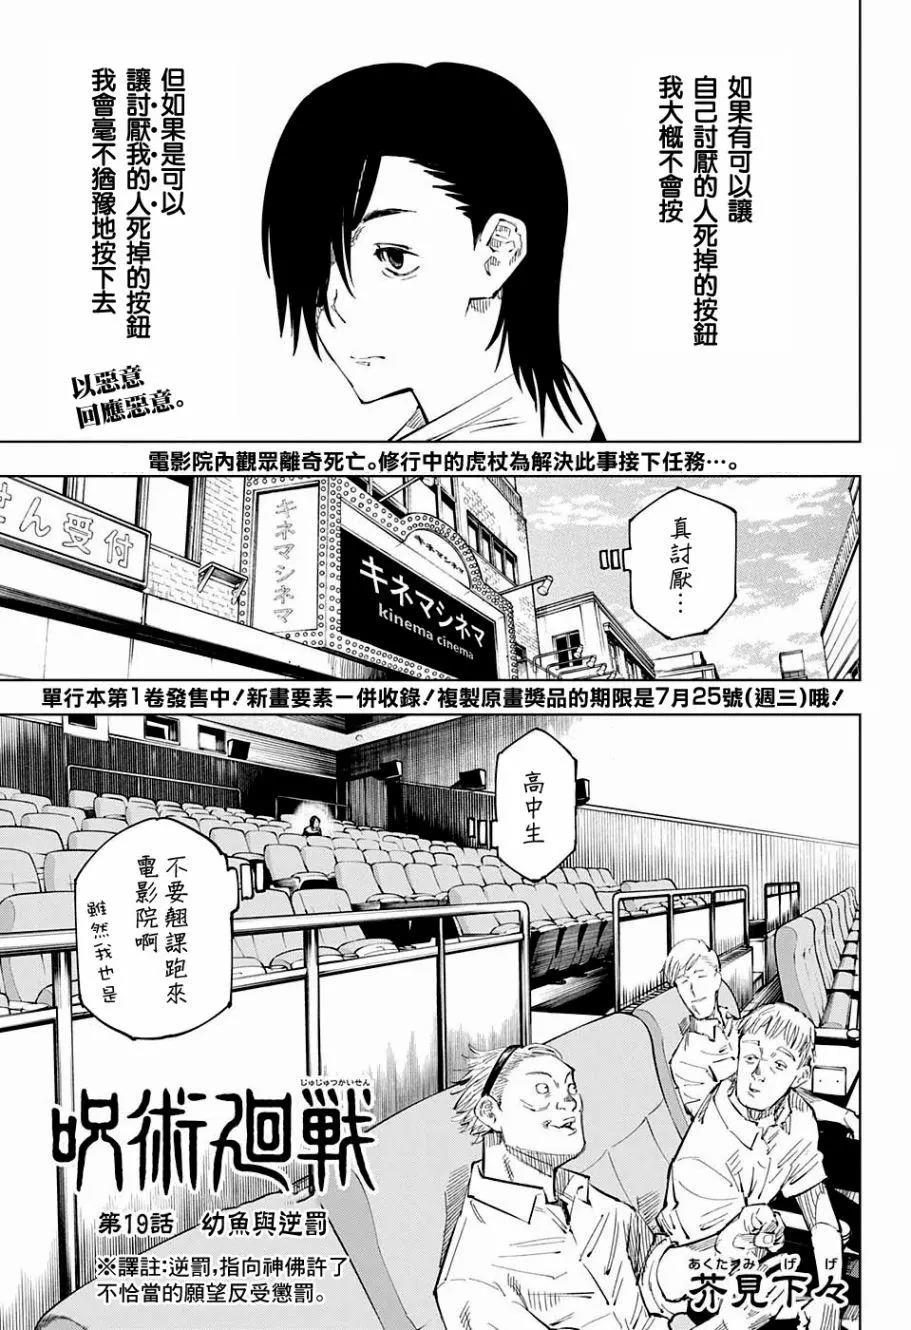 如果有可以讓
自己討厭的人死掉的按鈕
我大概不會按
但如果是可以
讓討厭我的人死掉的按鈕
我會毫不猶豫地按下去
以惡意
回應惡意。
電影院內觀眾離奇死亡。修行中的虎杖為解決此事接下任務…。
真討厭…
せん受付
キネマシネマ
キネマシネマ
キネマシネマ
kinema cinema
單行本第1卷發售中!新畫要素一併收錄!複製原畫獎品的期限是7月25號(週三)哦!
高中生
不要翹課跑來
電影院啊
雖然我也是
じゅじゅつかいせん
呪術廻戦
第19話 幼魚與逆罰
※譯註:逆罰,指向神佛許了
不恰當的願望反受懲罰。
あくたみ げげ
芥見下々